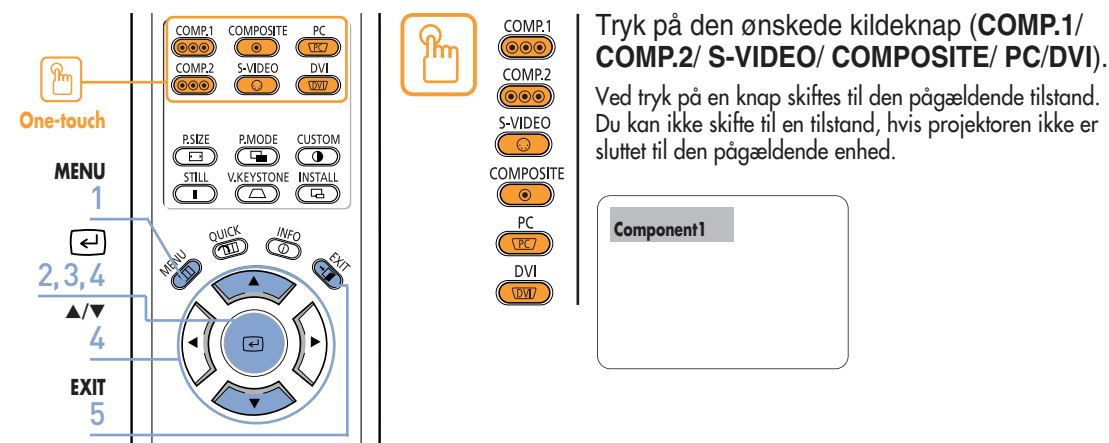 COMP.1 COMPOSITE PC
PC
COMP.2 S-VIDEO DVI
DVI
One-touch
P.SIZE P.MODE CUSTOM
STILL V.KEYSTONE INSTALL
MENU
1
QUICK INFO
MENU EXIT
2, 3, 4
▲/▼
4
EXIT
5
COMP.1
COMP.2
S-VIDEO
COMPOSITE
PC
PC
DVI
DVI
Tryk på den ønskede kildeknap (COMP.1/
COMP.2/ S-VIDEO/ COMPOSITE/ PC/DVI).
Ved tryk på en knap skiftes til den pågældende tilstand.
Du kan ikke skifte til en tilstand, hvis projektoren ikke er
sluttet til den pågældende enhed.
Component1